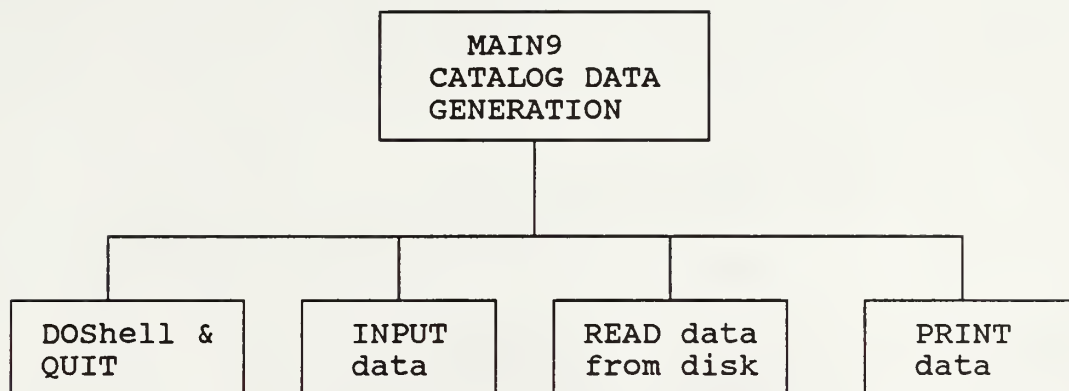 MAIN9
CATALOG DATA
GENERATION
DOShell &
QUIT
INPUT
data
READ data
from disk
PRINT
data